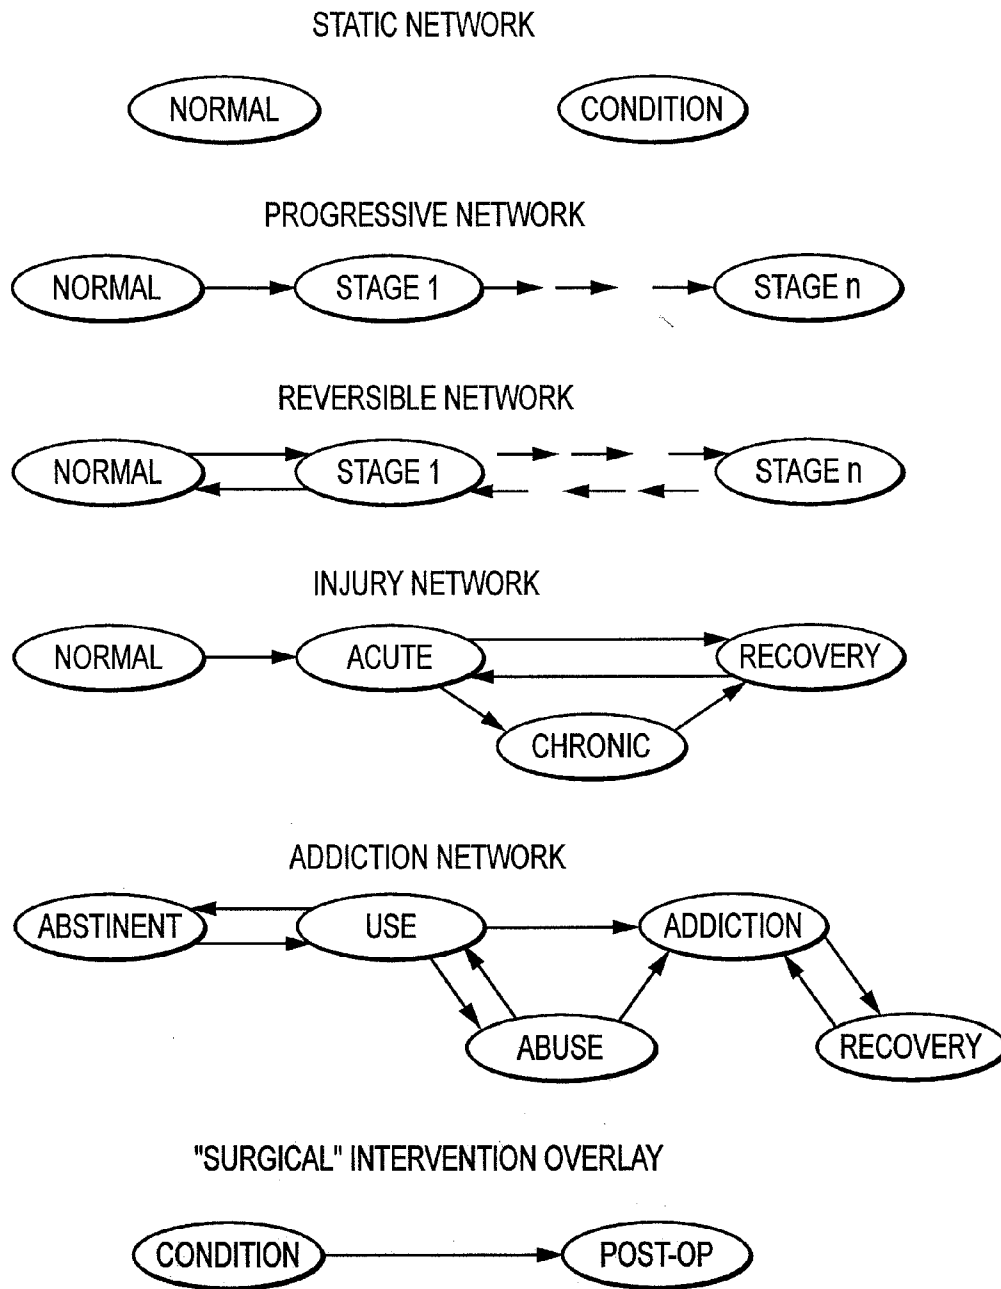 STATIC NETWORK
NORMAL CONDITION
PROGRESSIVE NETWORK
NORMAL STAGE 1 STAGE n
REVERSIBLE NETWORK
NORMAL STAGE 1 STAGE n
INJURY NETWORK
NORMAL ACUTE RECOVERY
CHRONIC
ADDICTION NETWORK
ABSTINENT USE ADDICTION
ABUSE RECOVERY
"SURGICAL" INTERVENTION OVERLAY
CONDITION POST-OP